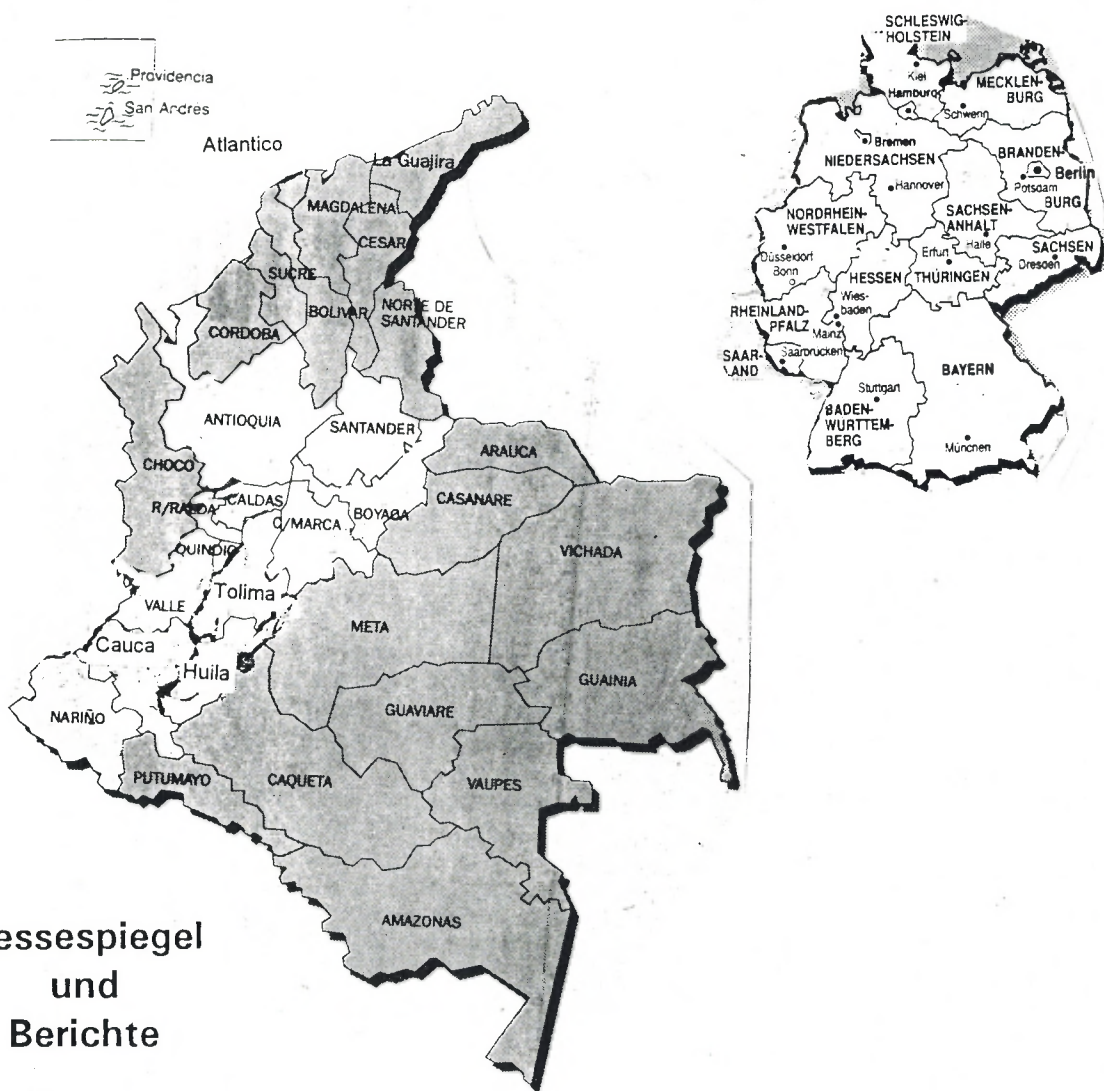 Providencia
San Andres
Atlantico
La Guajira
MAGDALENA
CESAR
SUCRE
BOLIVAR
NORTE DE
SANTANDER
CORDOBA
ANTIOQUIA
SANTANDER
ARAUCA
CHOCO
CASANARE
R/RALDA
CALDAS
C/MARCA
BOYACA
QUINDIO
VICHADA
Tolima
VALLE
META
Cauca
Huila
GUAINIA
NARIÑO
GUAVIARE
PUTUMAYO
CAQUETA
VAUPES
AMAZONAS
SCHLESWIG-
HOLSTEIN
Kiel
Hamburg
MECKLEN-
BURG
Schwerin
Bremen
NIEDERSACHSEN
BRANDEN-
Berlin
Hannover
Potsdam
BURG
NORDRHEIN-
WESTFALEN
SACHSEN-
ANHALT
Düsseldorf
Bonn
Erfurt
Halle
SACHSEN
Dresden
HESSEN
THÜRINGEN
Wies-
baden
RHEINLAND-
PFALZ
Mainz
SAAR-
LAND
Saarbrucken
BAYERN
Stuttgart
BADEN-
WURTTEM-
BERG
München
essespiegel
und
Berichte